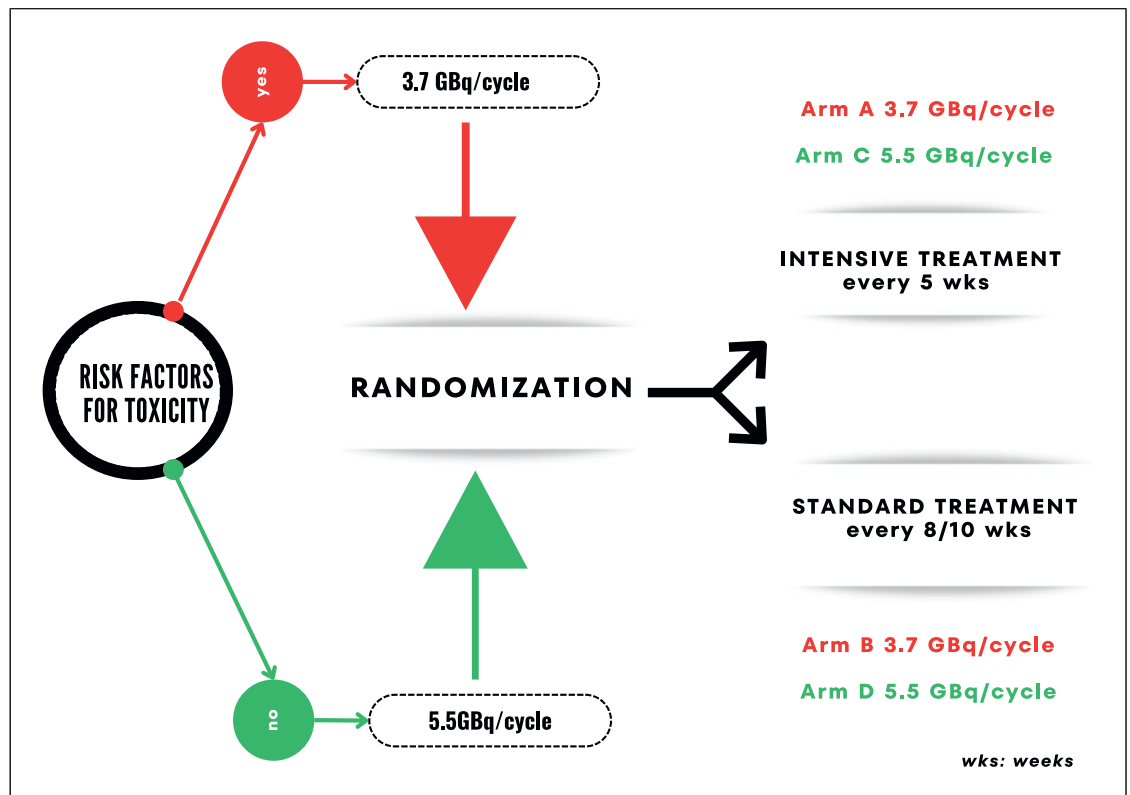 yes
3.7 GBq/cycle
Arm A 3.7 GBq/cycle
Arm C 5.5 GBq/cycle
INTENSIVE TREATMENT
every 5 wks
RISK FACTORS
FOR TOXICITY
RANDOMIZATION
STANDARD TREATMENT
every 8/10 wks
Arm B 3.7 GBq/cycle
Arm D 5.5 GBq/cycle
no
5.5GBq/cycle
wks: weeks